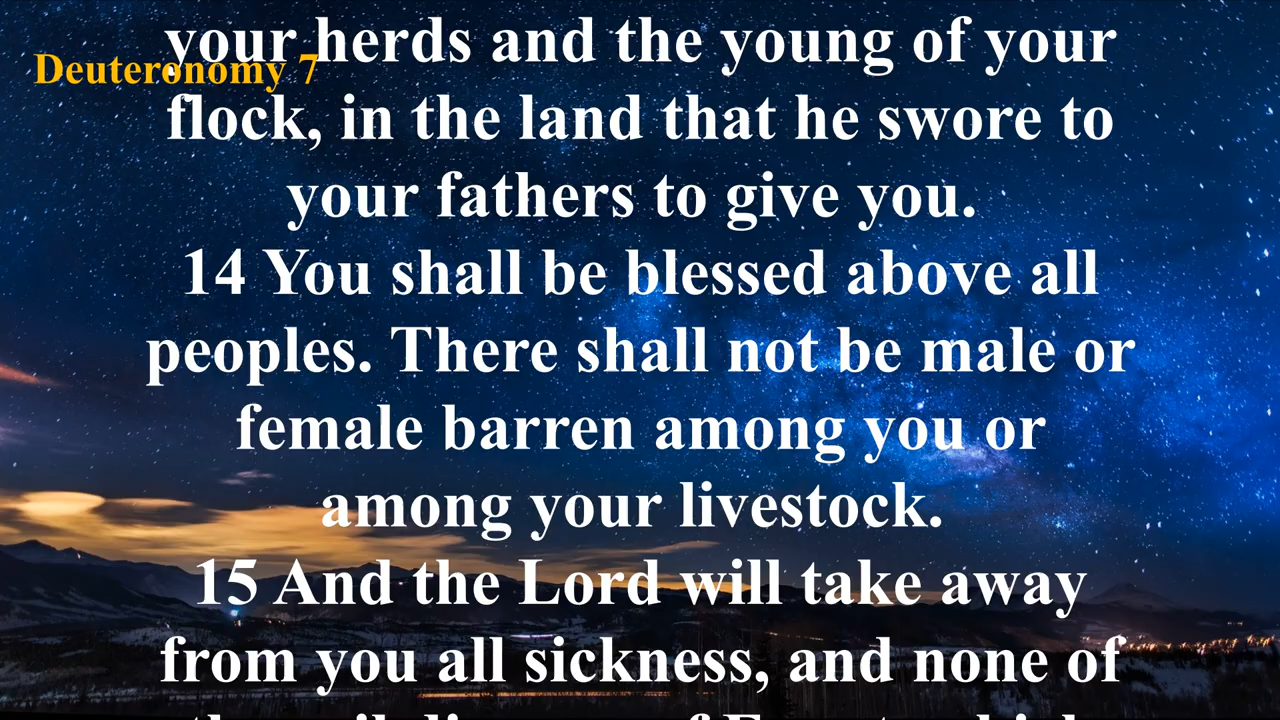 your herds and the young of your
Deuteronomy 7
flock, in the land that he swore to
your fathers to give you.
14 You shall be blessed above all
peoples. There shall not be male or
female barren among you or
among your livestock.
15 And the Lord will take away
from you all sickness, and none of